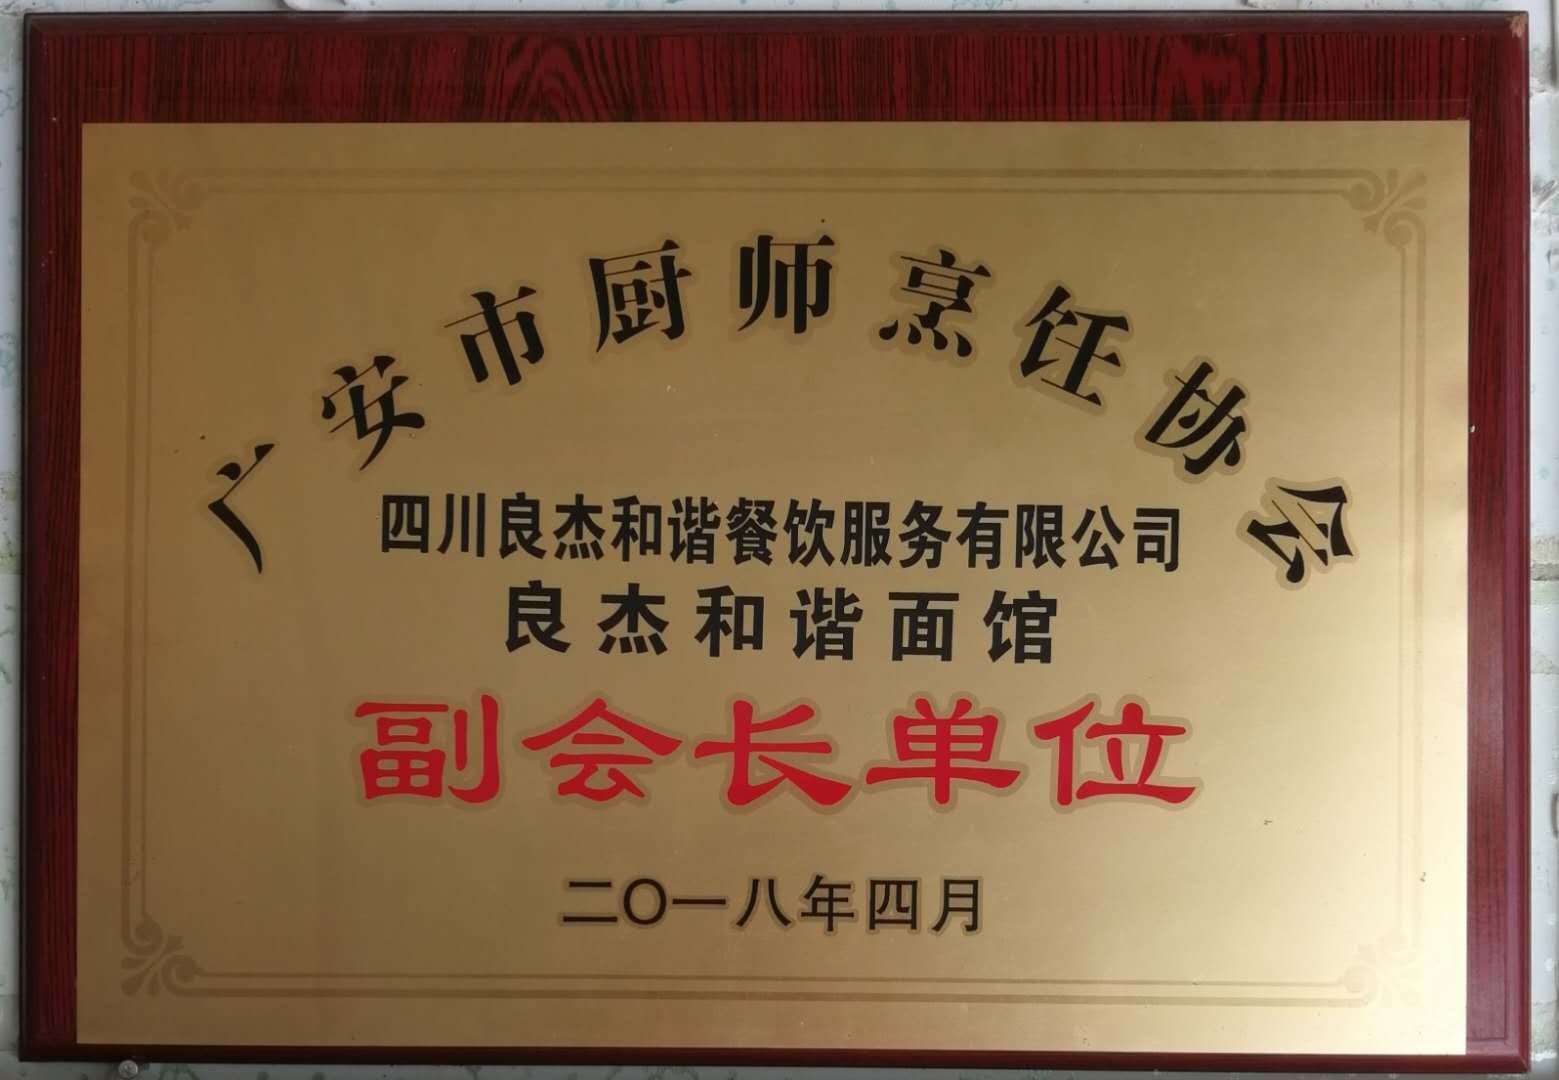 广安市厨师烹饪协会
四川良杰和谐餐饮服务有限公司
良杰和谐面馆
副会长单位
二〇一八年四月